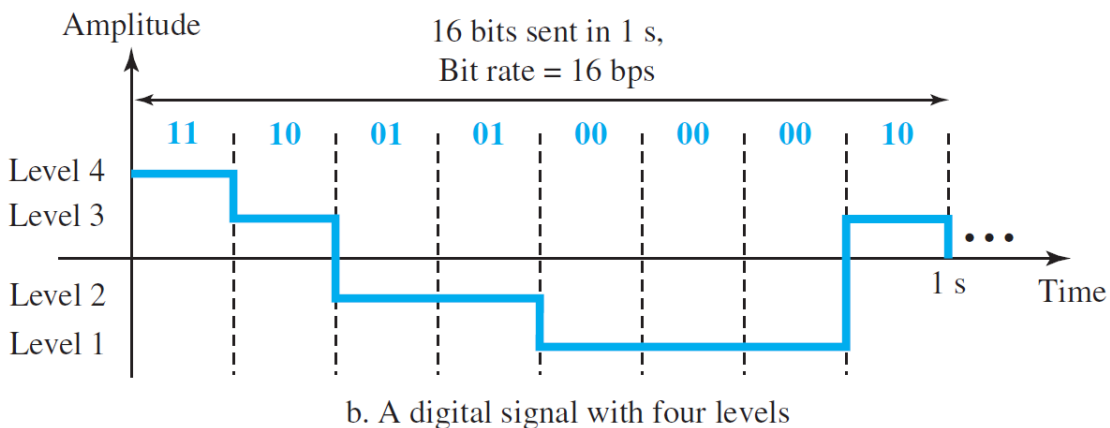 Amplitude
16 bits sent in 1 s,
Bit rate = 16 bps
11 10 01 01 00 00 00 10
Level 4
Level 3
Level 2
Level 1
1 s
Time
b. A digital signal with four levels